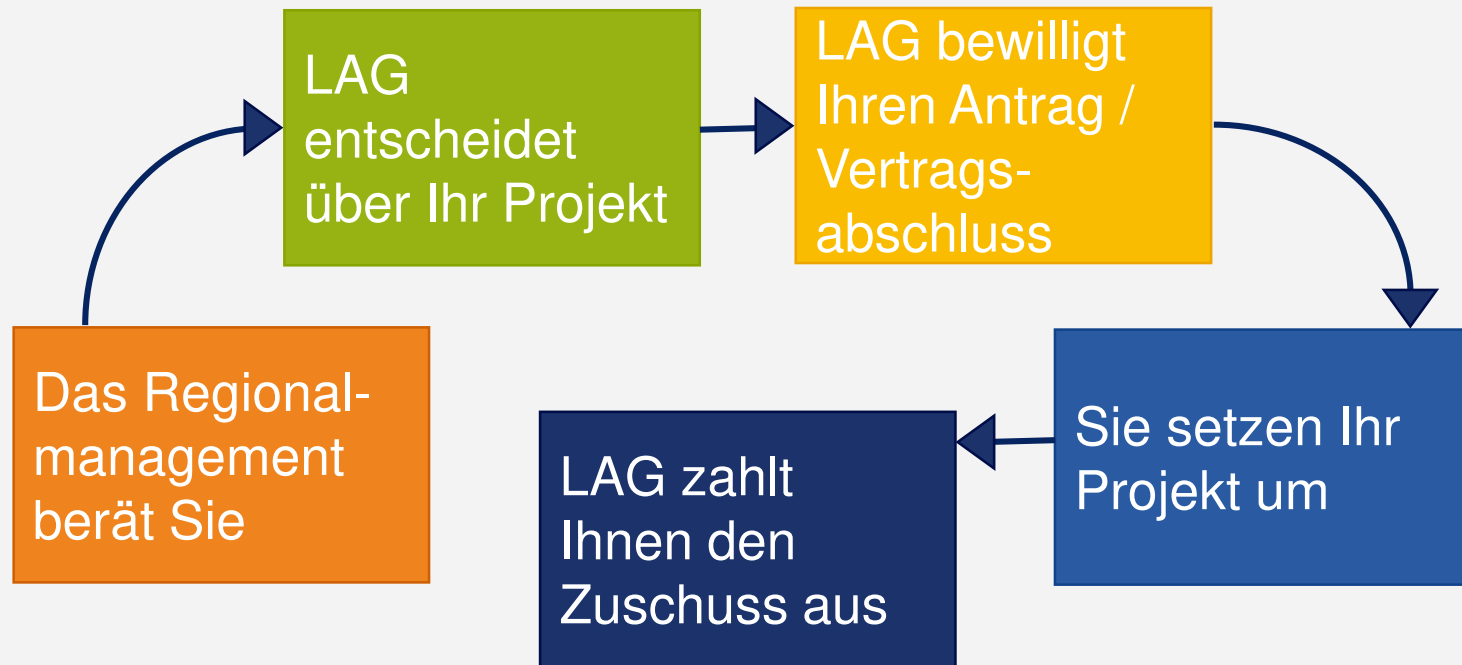 Das Regional-
management
berät Sie
LAG
entscheidet
über Ihr Projekt
LAG bewilligt
Ihren Antrag /
Vertrags-
abschluss
Sie setzen Ihr
Projekt um
LAG zahlt
Ihnen den
Zuschuss aus